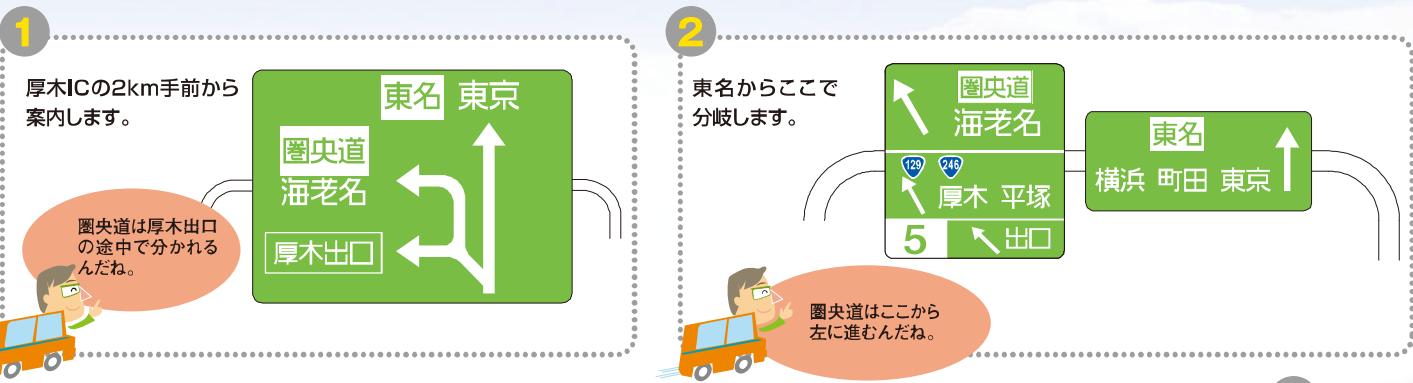 1
厚木ICの2km手前から
案内します。
東名 東京
圏央道
海老名
厚木出口
圏央道は厚木出口
の途中で分かれる
んだね。
2
東名からここで
分岐します。
圏央道
海老名
129 246
厚木 平塚
5 出口
東名
横浜 町田 東京
圏央道はここから
左に進むんだね。